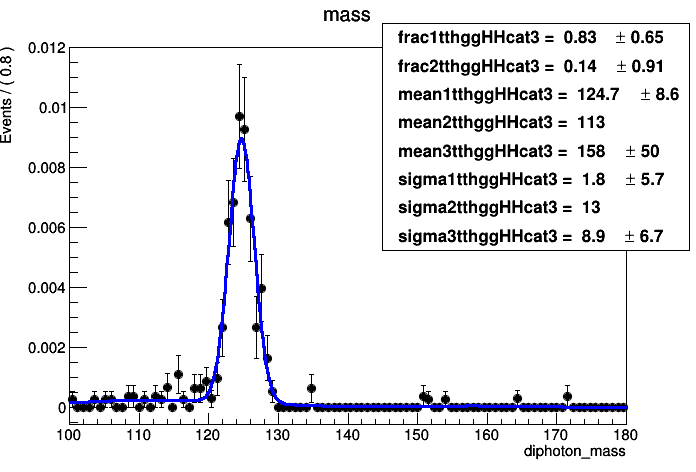 mass
frac1tthggHHcat3 = 0.83 ± 0.65
frac2tthggHHcat3 = 0.14 ± 0.91
mean1tthggHHcat3 = 124.7 ± 8.6
mean2tthggHHcat3 = 113
mean3tthggHHcat3 = 158 ± 50
sigma1tthggHHcat3 = 1.8 ± 5.7
sigma2tthggHHcat3 = 13
sigma3tthggHHcat3 = 8.9 ± 6.7
Events / ( 0.8 )
0.012
0.01
0.008
0.006
0.004
0.002
0
100 110 120 130 140 150 160 170 180
diphoton_mass